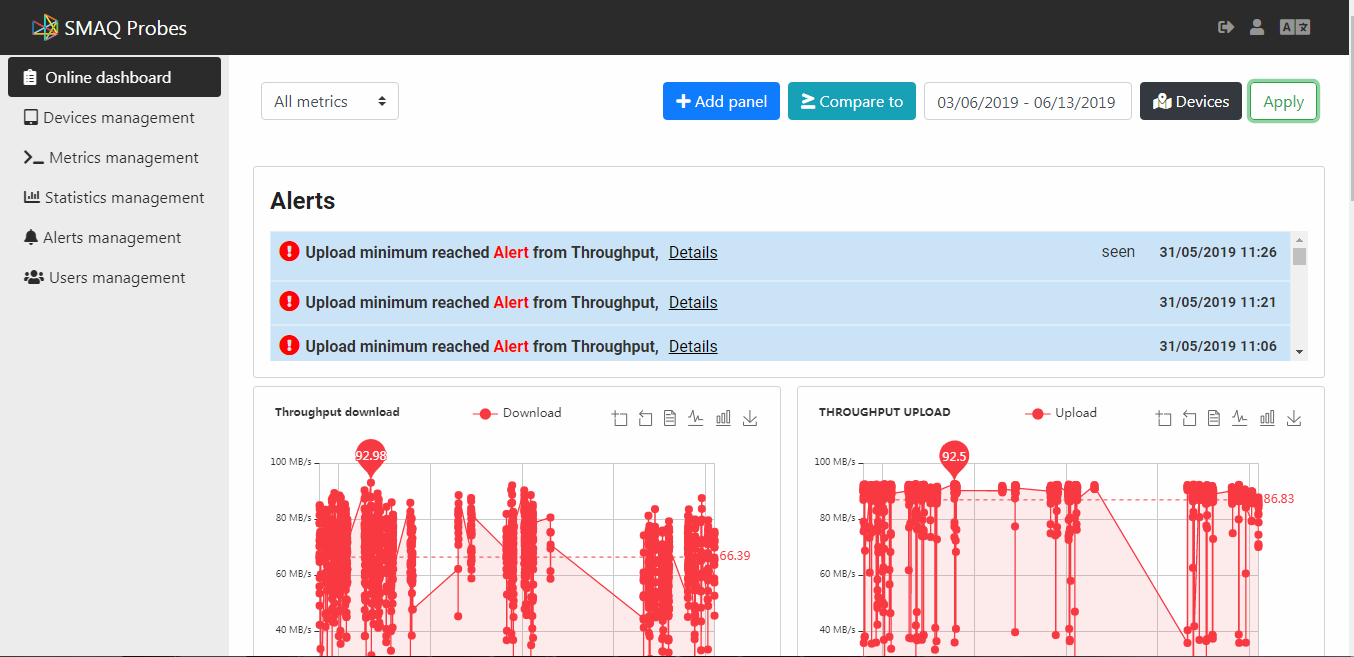 SMAQ Probes
A 文
Online dashboard
Devices management
Metrics management
Statistics management
Alerts management
Users management
All metrics
Add panel
Compare to
03/06/2019 - 06/13/2019
Devices
Apply
Alerts
Upload minimum reached Alert from Throughput, Details seen 31/05/2019 11:26
Upload minimum reached Alert from Throughput, Details 31/05/2019 11:21
Upload minimum reached Alert from Throughput, Details 31/05/2019 11:06
Throughput download
Download
92.98
100 MB/s
80 MB/s
66.39
60 MB/s
40 MB/s
THROUGHPUT UPLOAD
Upload
92.5
100 MB/s
86.83
80 MB/s
60 MB/s
40 MB/s